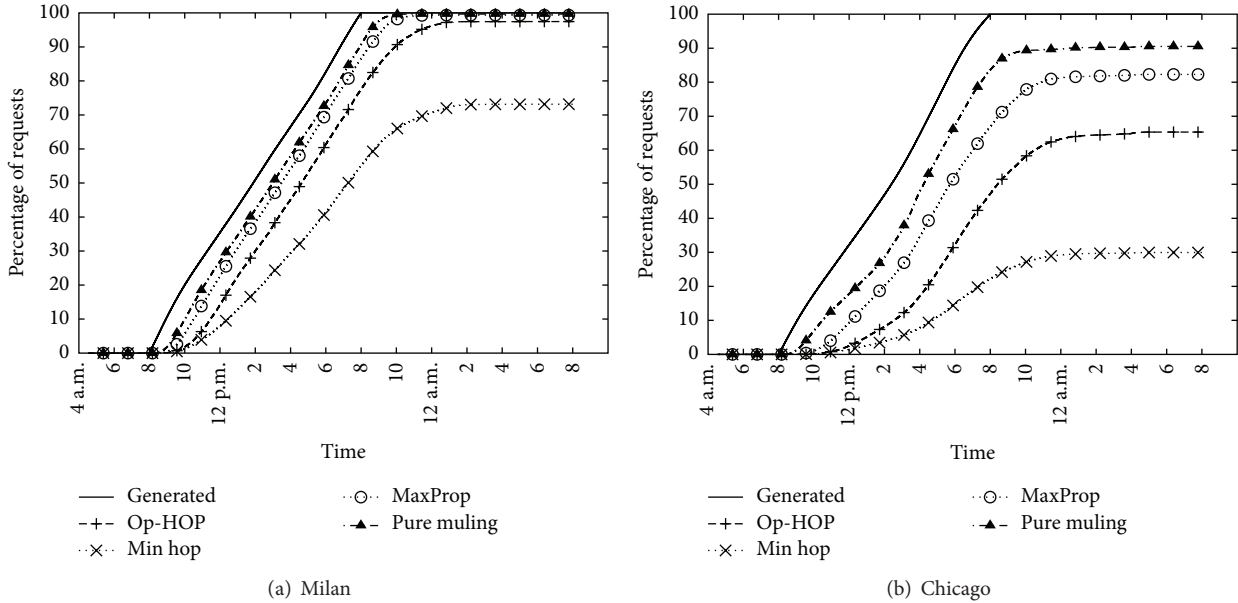 100
90
80
70
60
50
40
30
20
10
0
Percentage of requests
4 a.m.
6
8
10
12 p.m.
2
4
6
8
10
12 a.m.
2
4
6
8
Time
Generated
Op-HOP
Min hop
MaxProp
Pure muling
(a) Milan
100
90
80
70
60
50
40
30
20
10
0
Percentage of requests
4 a.m.
6
8
10
12 p.m.
2
4
6
8
10
12 a.m.
2
4
6
8
Time
Generated
Op-HOP
Min hop
MaxProp
Pure muling
(b) Chicago